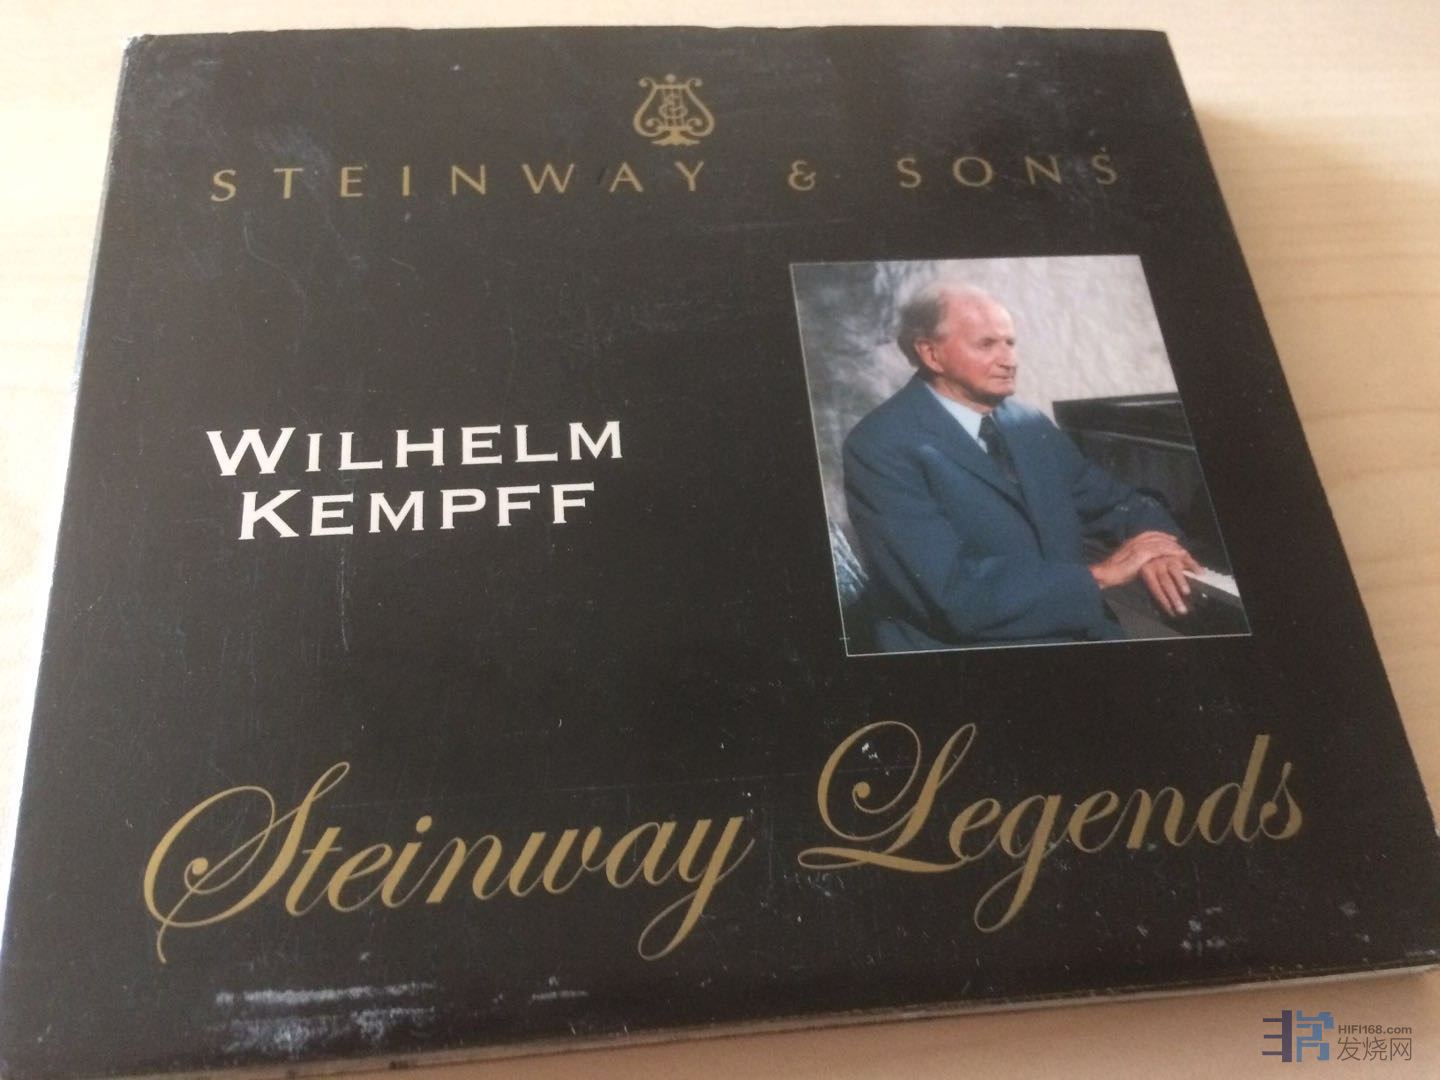 STEINWAY & SONS
WILHELM
KEMPFF
Steinway Legends
HIFI168.com
发烧网